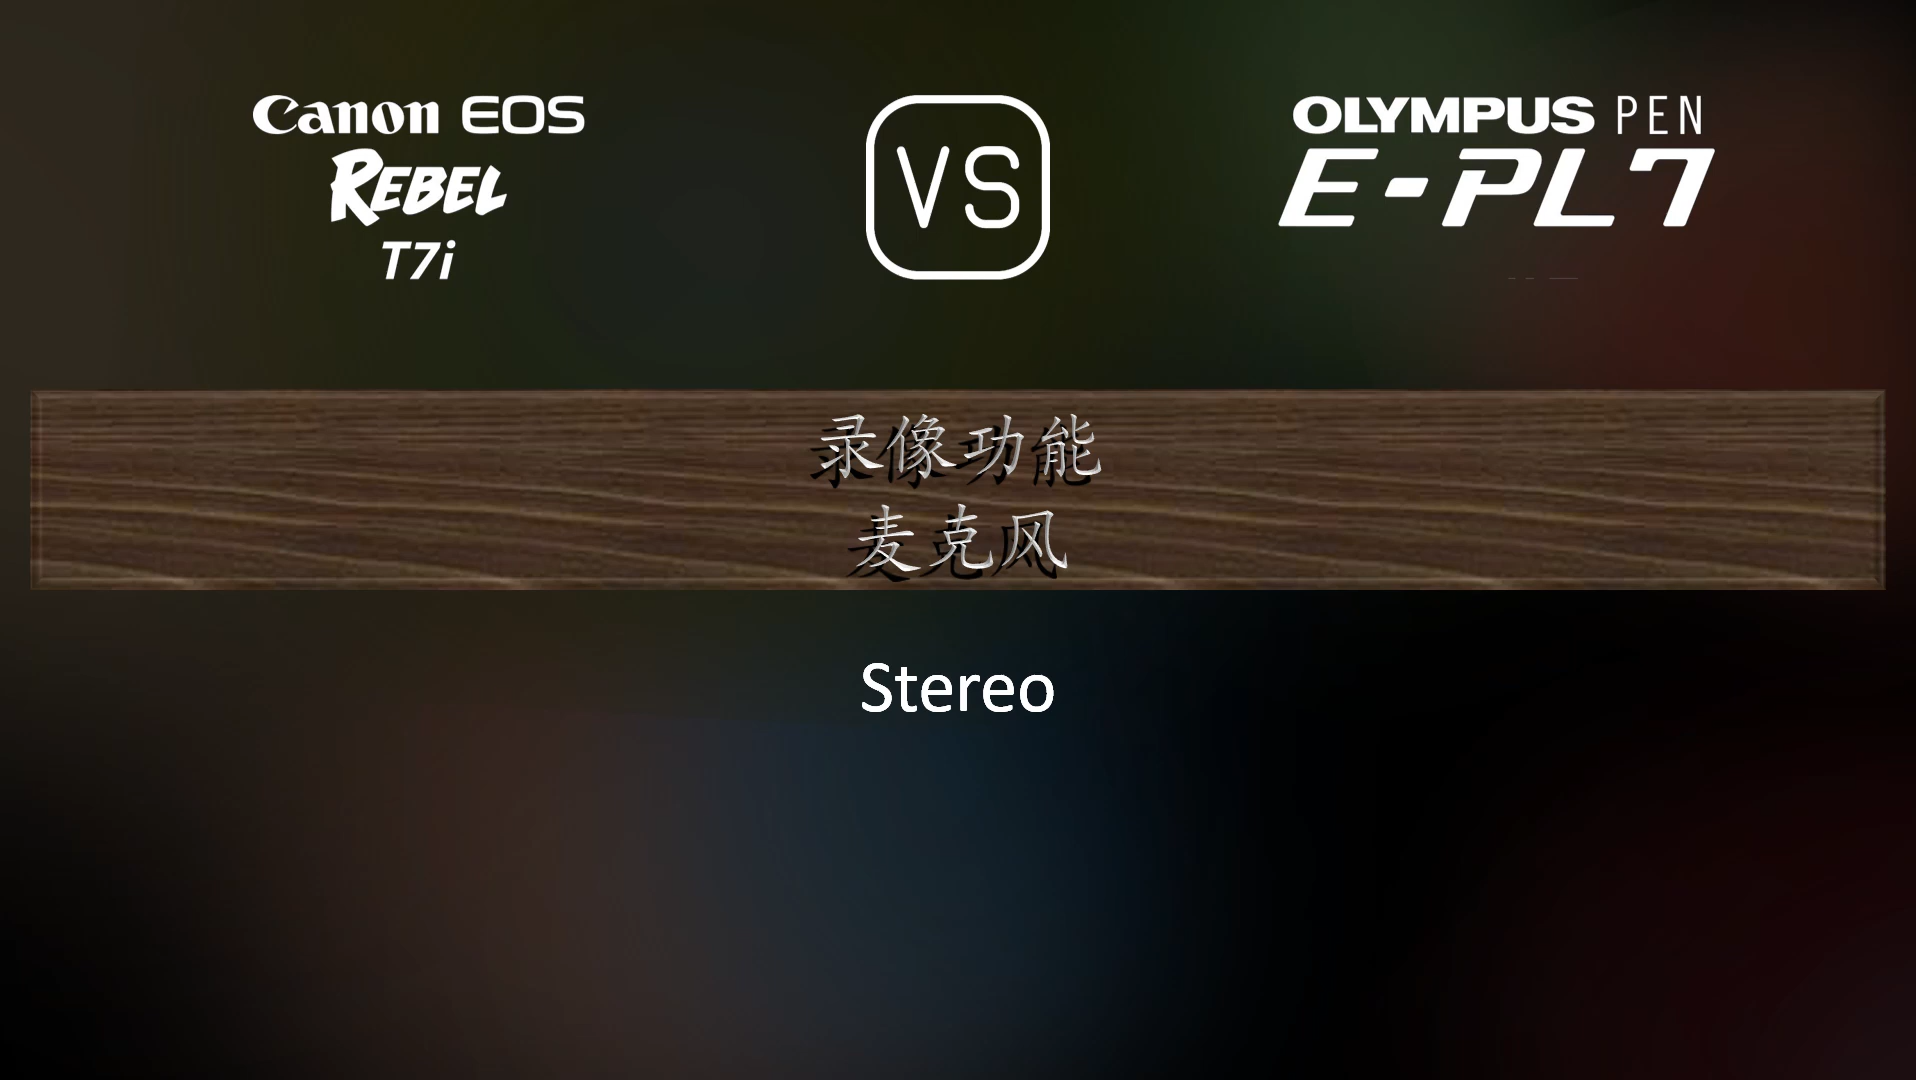 Canon EOS
REBEL
T7i
VS
OLYMPUS PEN
E-PL7
录像功能
麦克风
Stereo